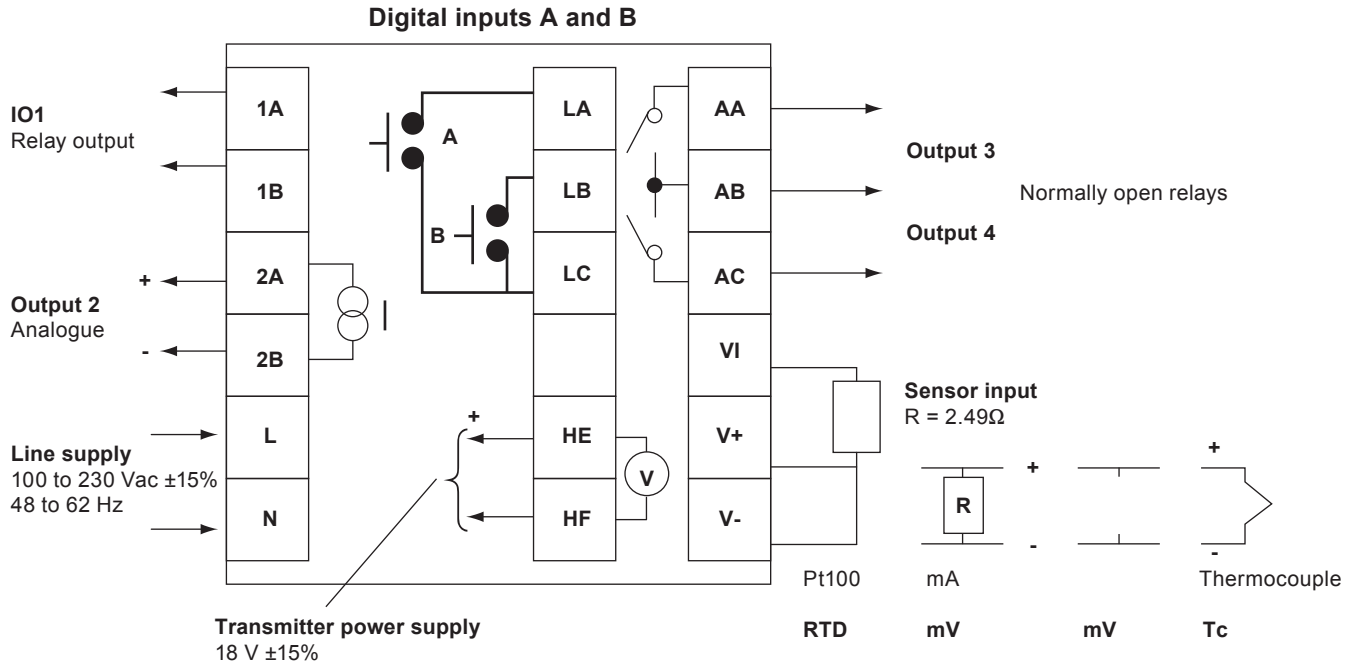 Digital inputs A and B
IO1
Relay output
1A
1B
2A
2B
L
N
+
Output 2
Analogue
-
I
Line supply
100 to 230 Vac ±15%
48 to 62 Hz
A
B
LA
LB
LC
HE
HF
+
V
Transmitter power supply
18 V ±15%
AA
AB
AC
VI
V+
V-
Output 3
Normally open relays
Output 4
Sensor input
R = 2.49Ω
R
+
-
+
-
Pt100
mA
Thermocouple
RTD
mV
mV
Tc